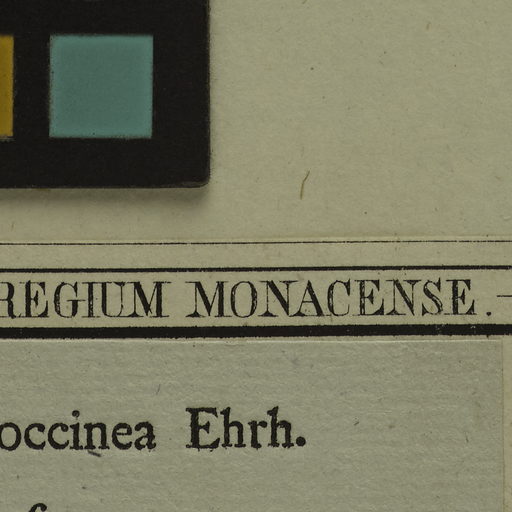 REGIUM MONACENSE.
occinea Ehrh.